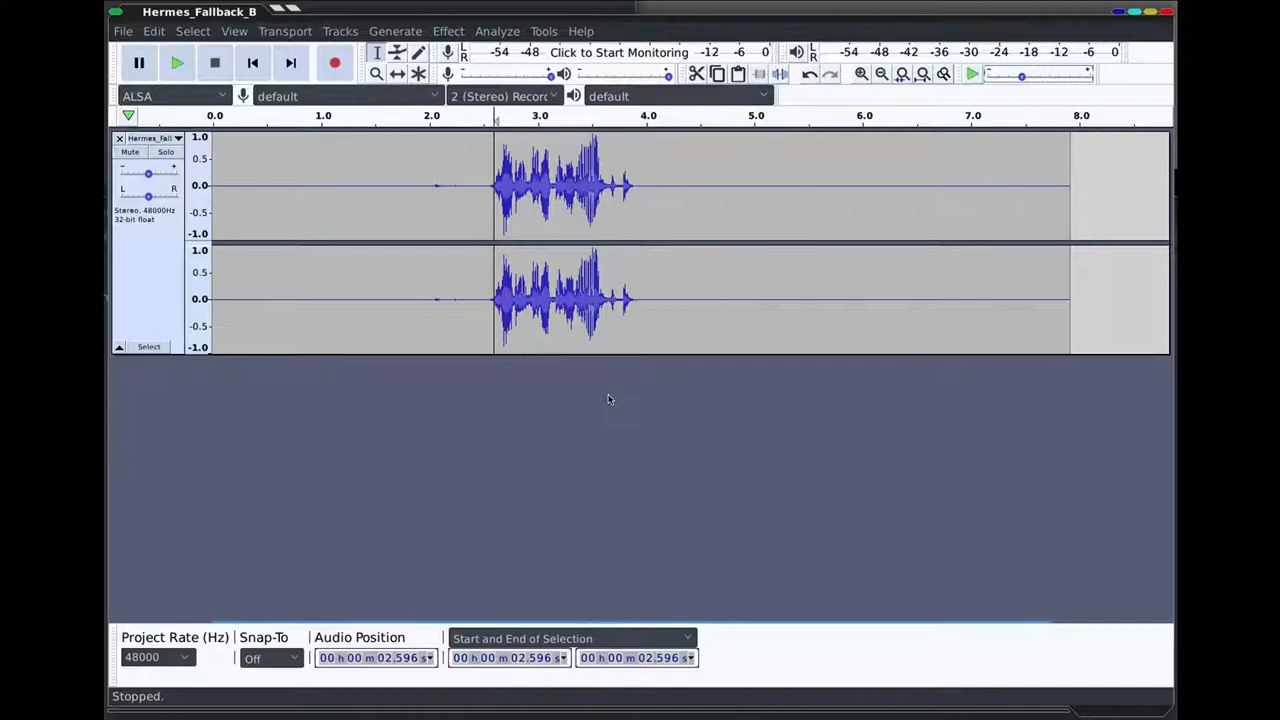 Hermes_Fallback_B
File Edit Select View Transport Tracks Generate Effect Analyze Tools Help
L R -54 -48 Click to Start Monitoring -12 -6 0 L R -54 -48 -42 -36 -30 -24 -18 -12 -6 0
ALSA default 2 (Stereo) Recorc default
0.0 1.0 2.0 3.0 4.0 5.0 6.0 7.0 8.0
Hermes_Fall
Mute Solo
- +
L R
Stereo, 48000Hz
32-bit float
Select
1.0
0.5
0.0
-0.5
-1.0
1.0
0.5
0.0
-0.5
-1.0
Project Rate (Hz) Snap-To Audio Position Start and End of Selection
48000 Off 00 h 00 m 02.596 s 00 h 00 m 02.596 s 00 h 00 m 02.596 s
Stopped.